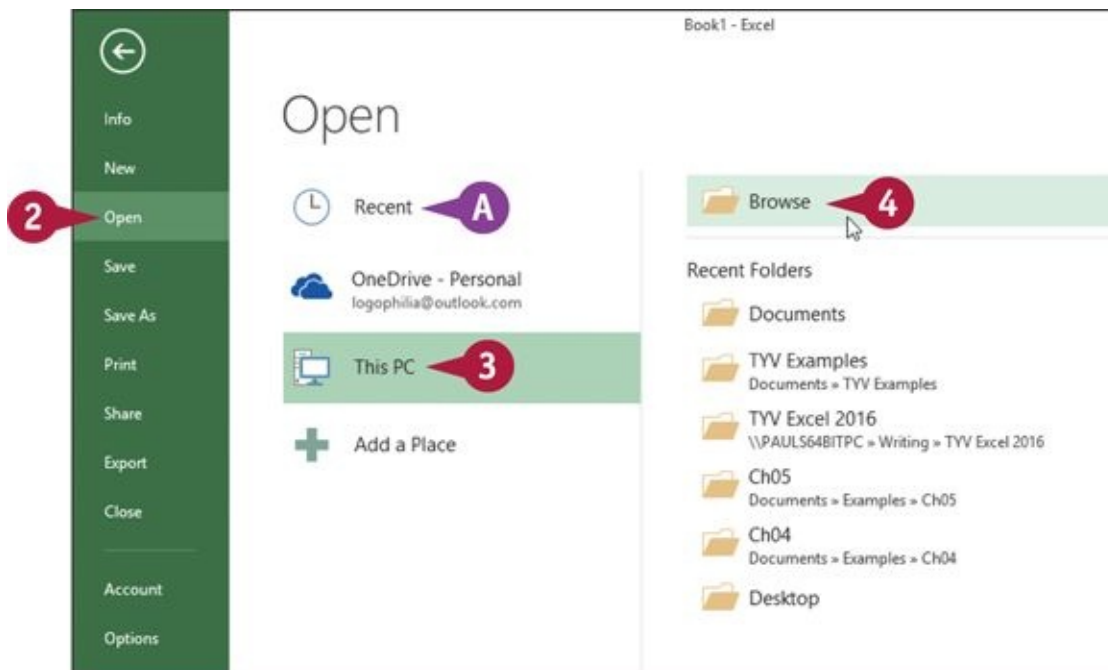 Book1 - Excel
Info
New
2
Open
Save
Save As
Print
Share
Export
Close
Account
Options
Open
Recent
A
OneDrive - Personal
logophilia@outlook.com
This PC
3
Add a Place
Browse
4
Recent Folders
Documents
TYV Examples
Documents » TYV Examples
TYV Excel 2016
\\PAULS64BITPC » Writing » TYV Excel 2016
Ch05
Documents » Examples » Ch05
Ch04
Documents » Examples » Ch04
Desktop